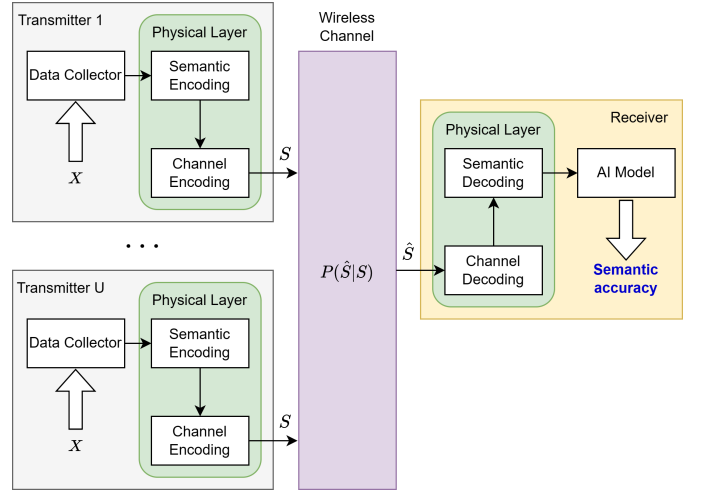 Transmitter 1
Physical Layer
Data Collector
Semantic
Encoding
Channel
Encoding
X
S
Wireless
Channel
P(Ŝ|S)
. . .
Transmitter U
Physical Layer
Data Collector
Semantic
Encoding
Channel
Encoding
X
S
Ŝ
Receiver
Physical Layer
Semantic
Decoding
Channel
Decoding
AI Model
Semantic
accuracy